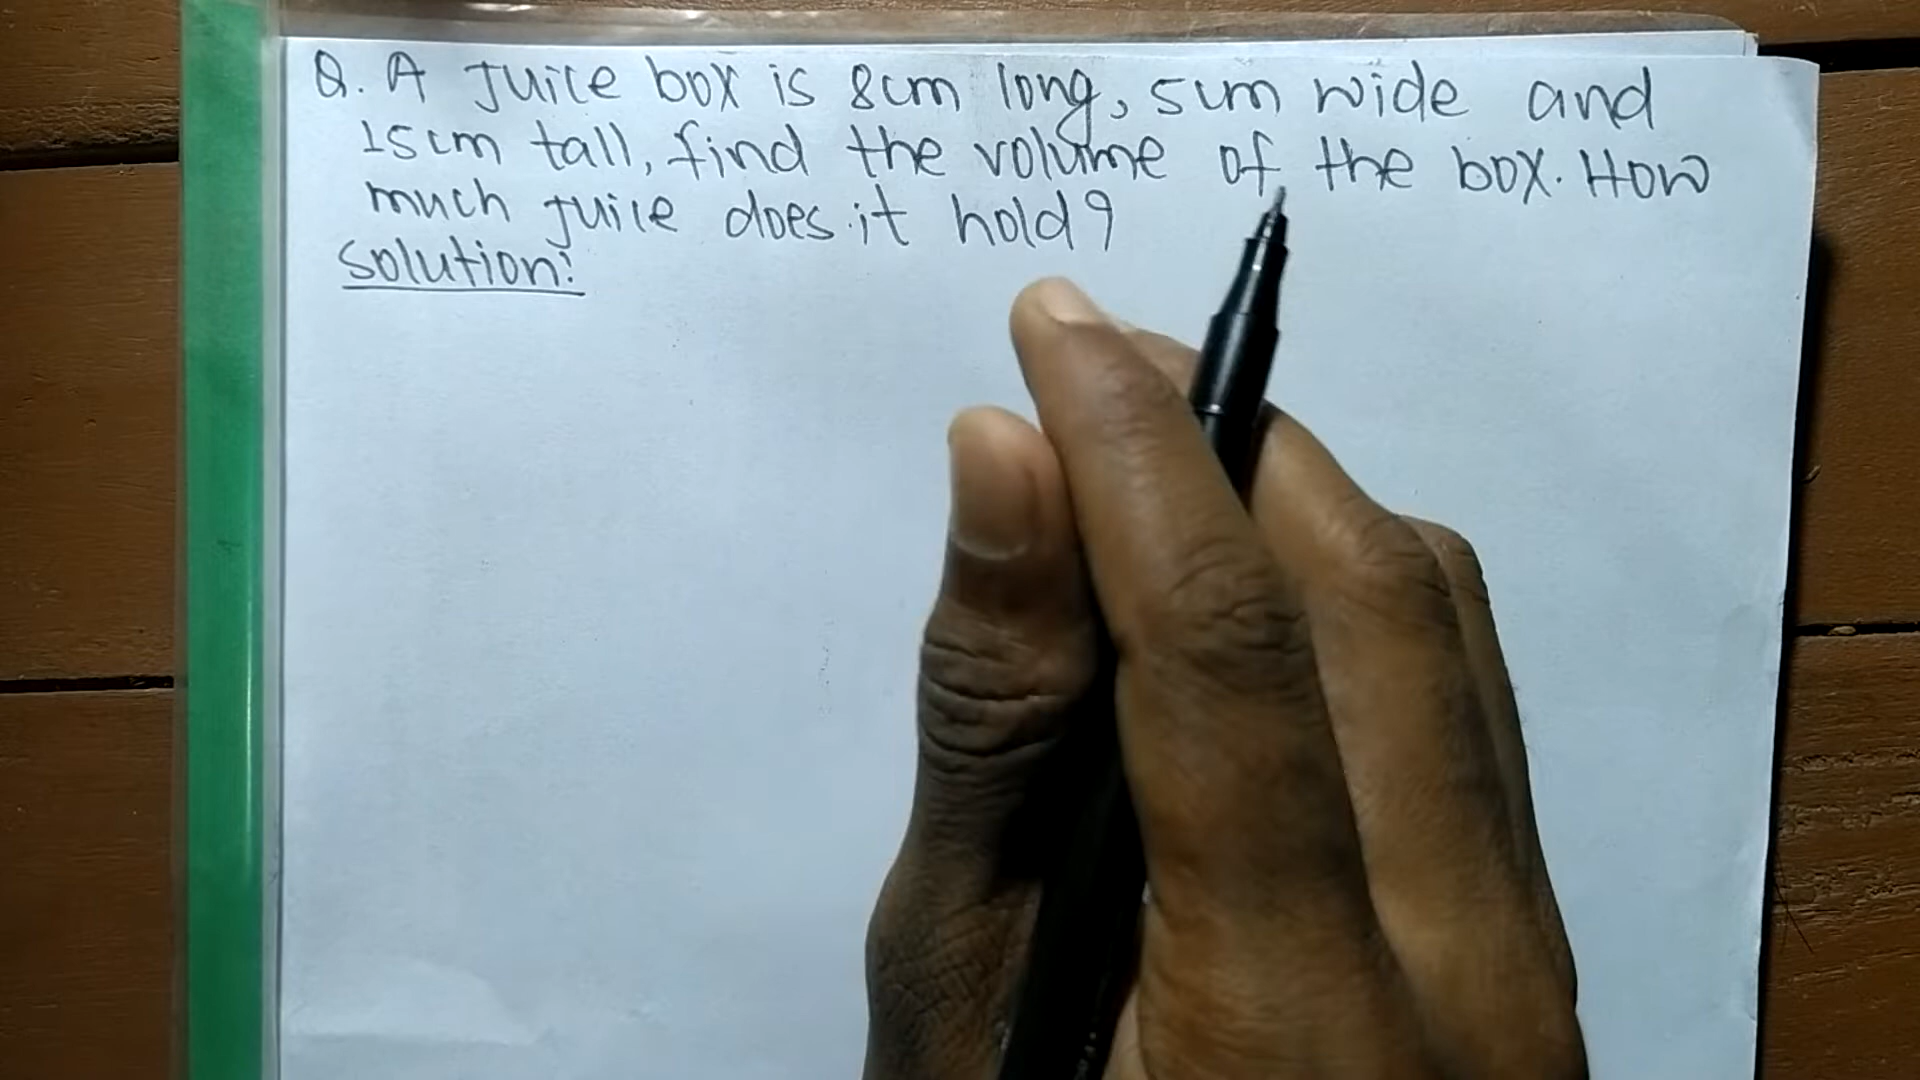 Q. A Juice box is 8cm long, 5cm wide and
15cm tall, find the volume of the box. How
much juice does it hold?
Solution: